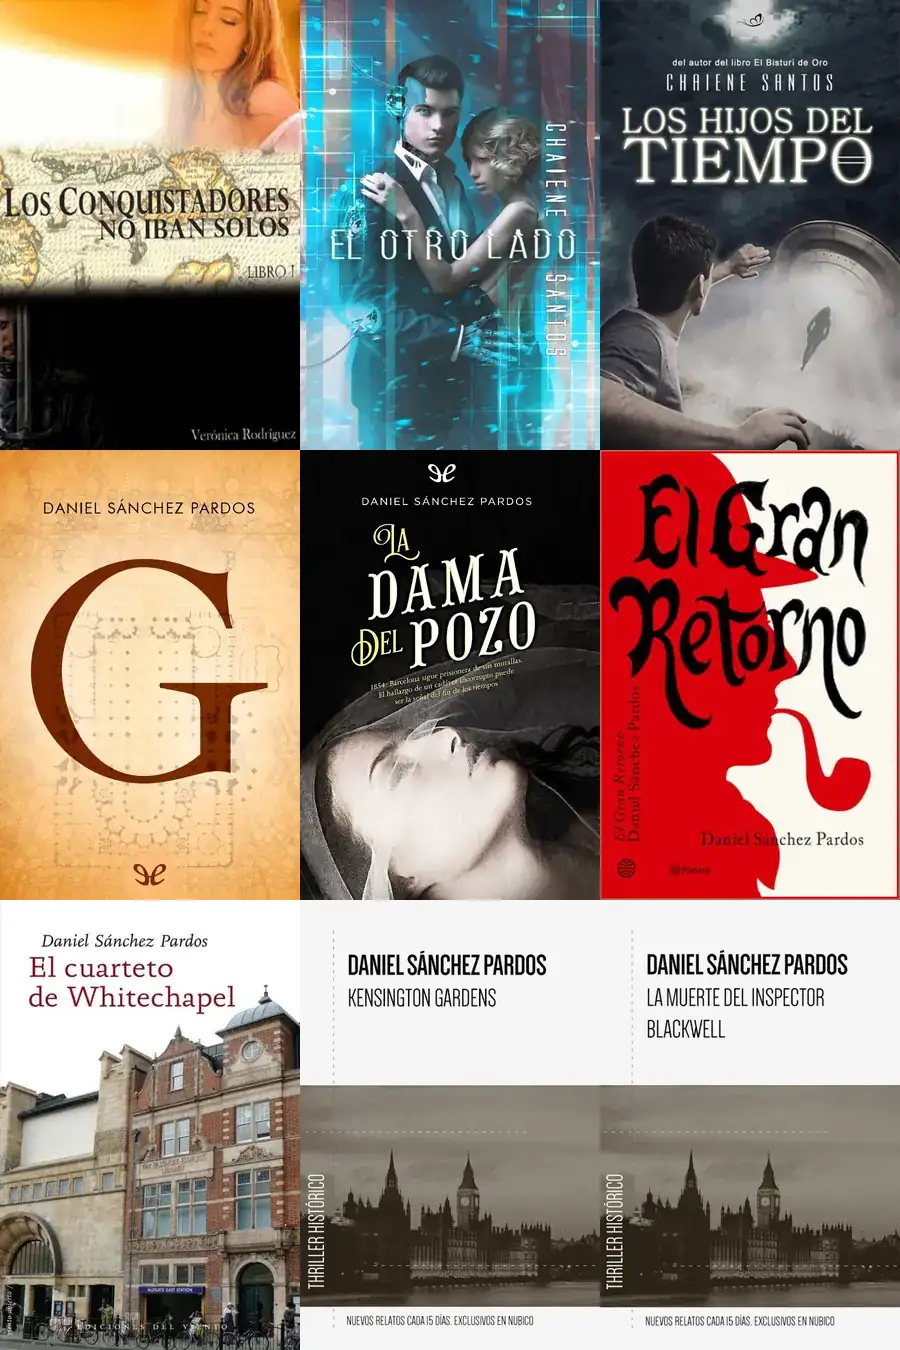 LOS CONQUISTADORES
NO IBAN SOLOS
LIBRO I
Verónica Rodríguez
EL OTRO LADO
CHAIENE SANTOS
del autor del libro El Bisturí de Oro
CHAIENE SANTOS
LOS HIJOS DEL
TIEMPO
DANIEL SÁNCHEZ PARDOS
G
DANIEL SÁNCHEZ PARDOS
LA
DAMA
DEL POZO
1854: Barcelona sigue prisionera de sus murallas.
El hallazgo de un cadáver incorrupto puede
ser la señal del fin de los tiempos
El Gran
Retorno
El Gran Retorno
Daniel Sánchez Pardos
Daniel Sánchez Pardos
Planeta
Daniel Sánchez Pardos
El cuarteto
de Whitechapel
ALDGATE EAST STATION
EDICIONES DEL VIENTO
DANIEL SÁNCHEZ PARDOS
KENSINGTON GARDENS
THRILLER HISTÓRICO
NUEVOS RELATOS CADA 15 DÍAS. EXCLUSIVOS EN NUBICO
DANIEL SÁNCHEZ PARDOS
LA MUERTE DEL INSPECTOR
BLACKWELL
THRILLER HISTÓRICO
NUEVOS RELATOS CADA 15 DÍAS. EXCLUSIVOS EN NUBICO